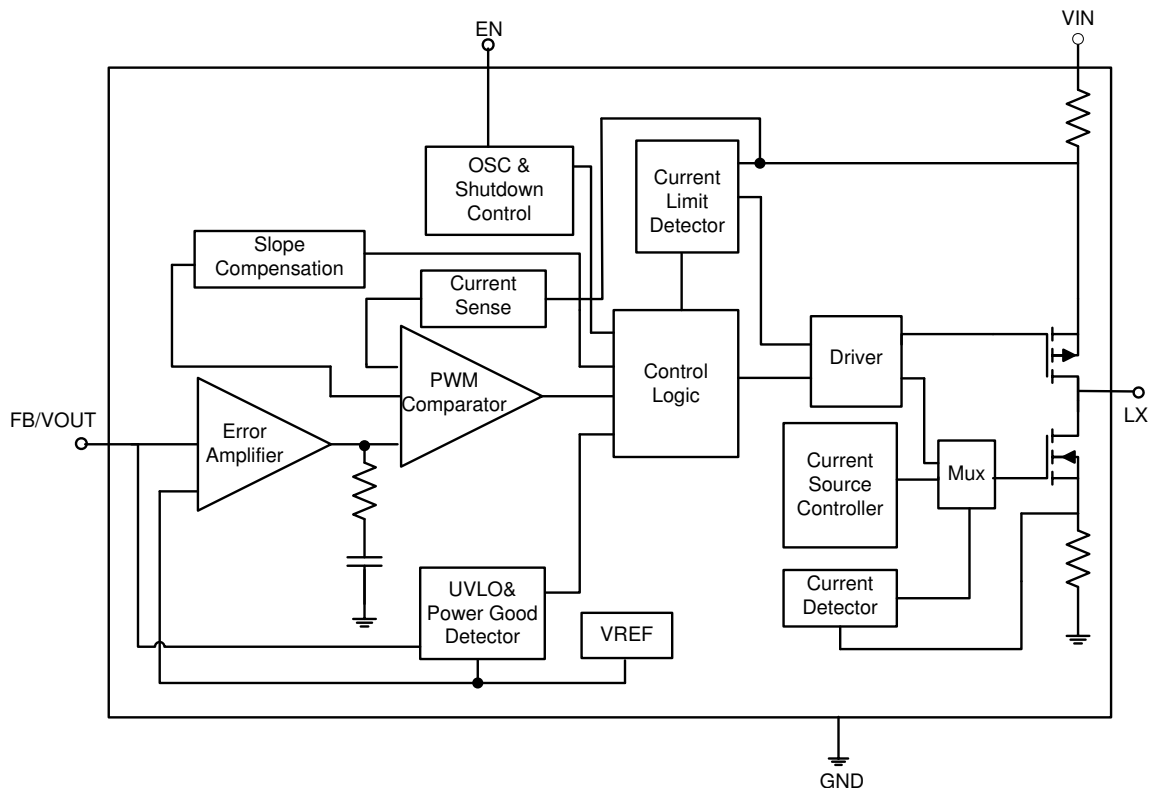 EN
VIN
OSC &
Shutdown
Control
Current
Limit
Detector
Slope
Compensation
Current
Sense
PWM
Comparator
Control
Logic
Driver
LX
FB/VOUT
Error
Amplifier
Current
Source
Controller
Mux
UVLO&
Power Good
Detector
VREF
Current
Detector
GND